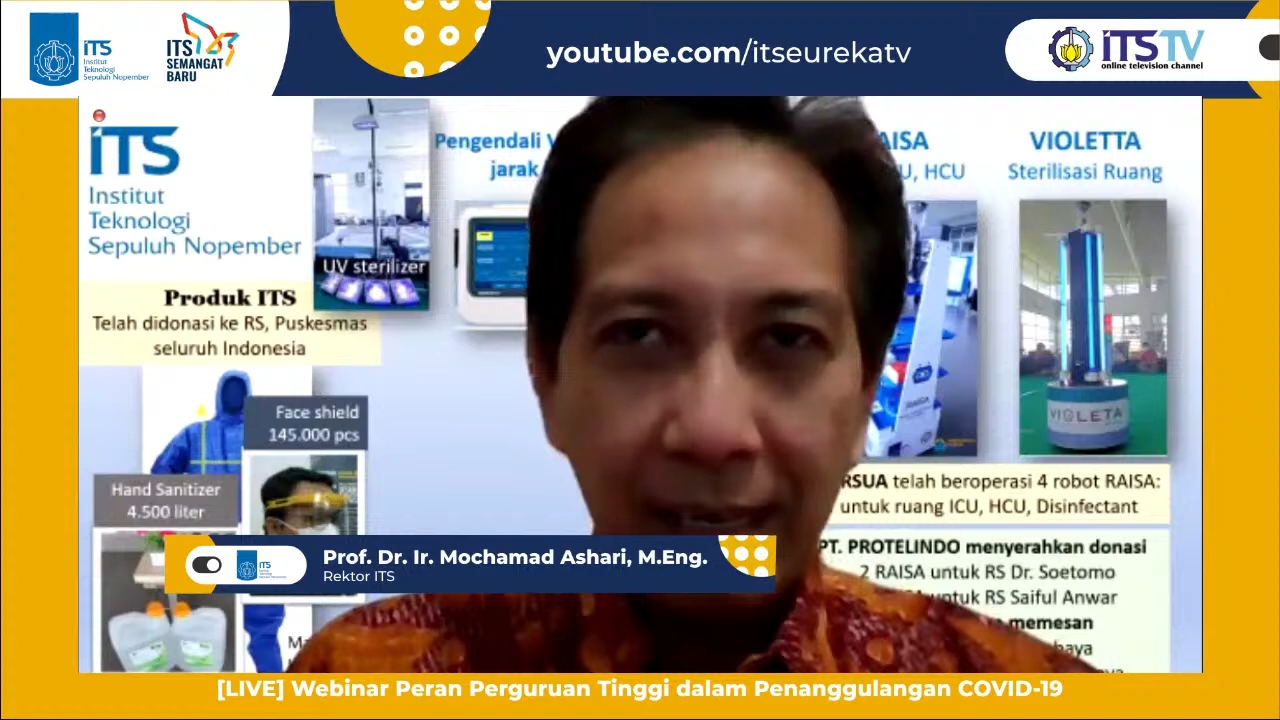 iTS
Institut
Teknologi
Sepuluh Nopember
ITS
SEMANGAT
BARU
youtube.com/itseurekatv
iTSTV
online television channel
iTS
Institut
Teknologi
Sepuluh Nopember
UV sterilizer
Pengendali
jarak
AISA
U, HCU
VIOLETTA
Sterilisasi Ruang
VIOLETA
Produk ITS
Telah didonasi ke RS, Puskesmas
seluruh Indonesia
Face shield
145.000 pcs
Hand Sanitizer
4.500 liter
RSUA telah beroperasi 4 robot RAISA:
untuk ruang ICU, HCU, Disinfectant
PT. PROTELINDO menyerahkan donasi
2 RAISA untuk RS Dr. Soetomo
untuk RS Saiful Anwar
memesan
Prof. Dr. Ir. Mochamad Ashari, M.Eng.
Rektor ITS
[LIVE] Webinar Peran Perguruan Tinggi dalam Penanggulangan COVID-19